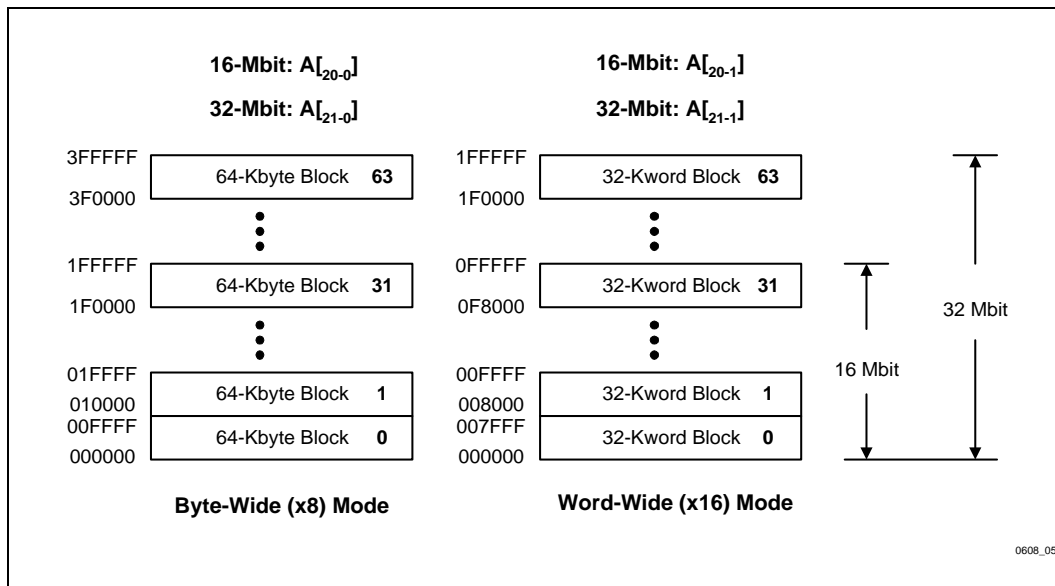 16-Mbit: A[20-0]
32-Mbit: A[21-0]
3FFFFF
64-Kbyte Block 63
3F0000
1FFFFF
64-Kbyte Block 31
1F0000
01FFFF
64-Kbyte Block 1
010000
00FFFF
64-Kbyte Block 0
000000
Byte-Wide (x8) Mode
16-Mbit: A[20-1]
32-Mbit: A[21-1]
1FFFFF
32-Kword Block 63
1F0000
0FFFFF
32-Kword Block 31
0F8000
00FFFF
32-Kword Block 1
008000
007FFF
32-Kword Block 0
000000
Word-Wide (x16) Mode
16 Mbit
32 Mbit
0608_05